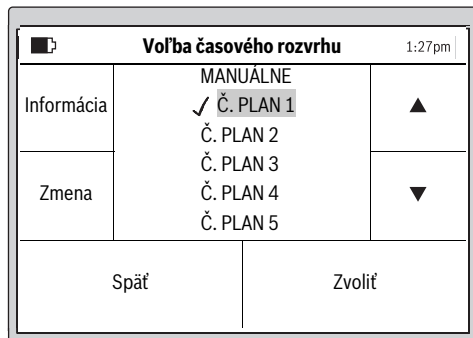 Voľba časového rozvrhu 1:27pm
MANUÁLNE
Informácia ✓ Č. PLAN 1 ▲
Č. PLAN 2
Č. PLAN 3
Zmena Č. PLAN 4 ▼
Č. PLAN 5
Späť Zvoliť